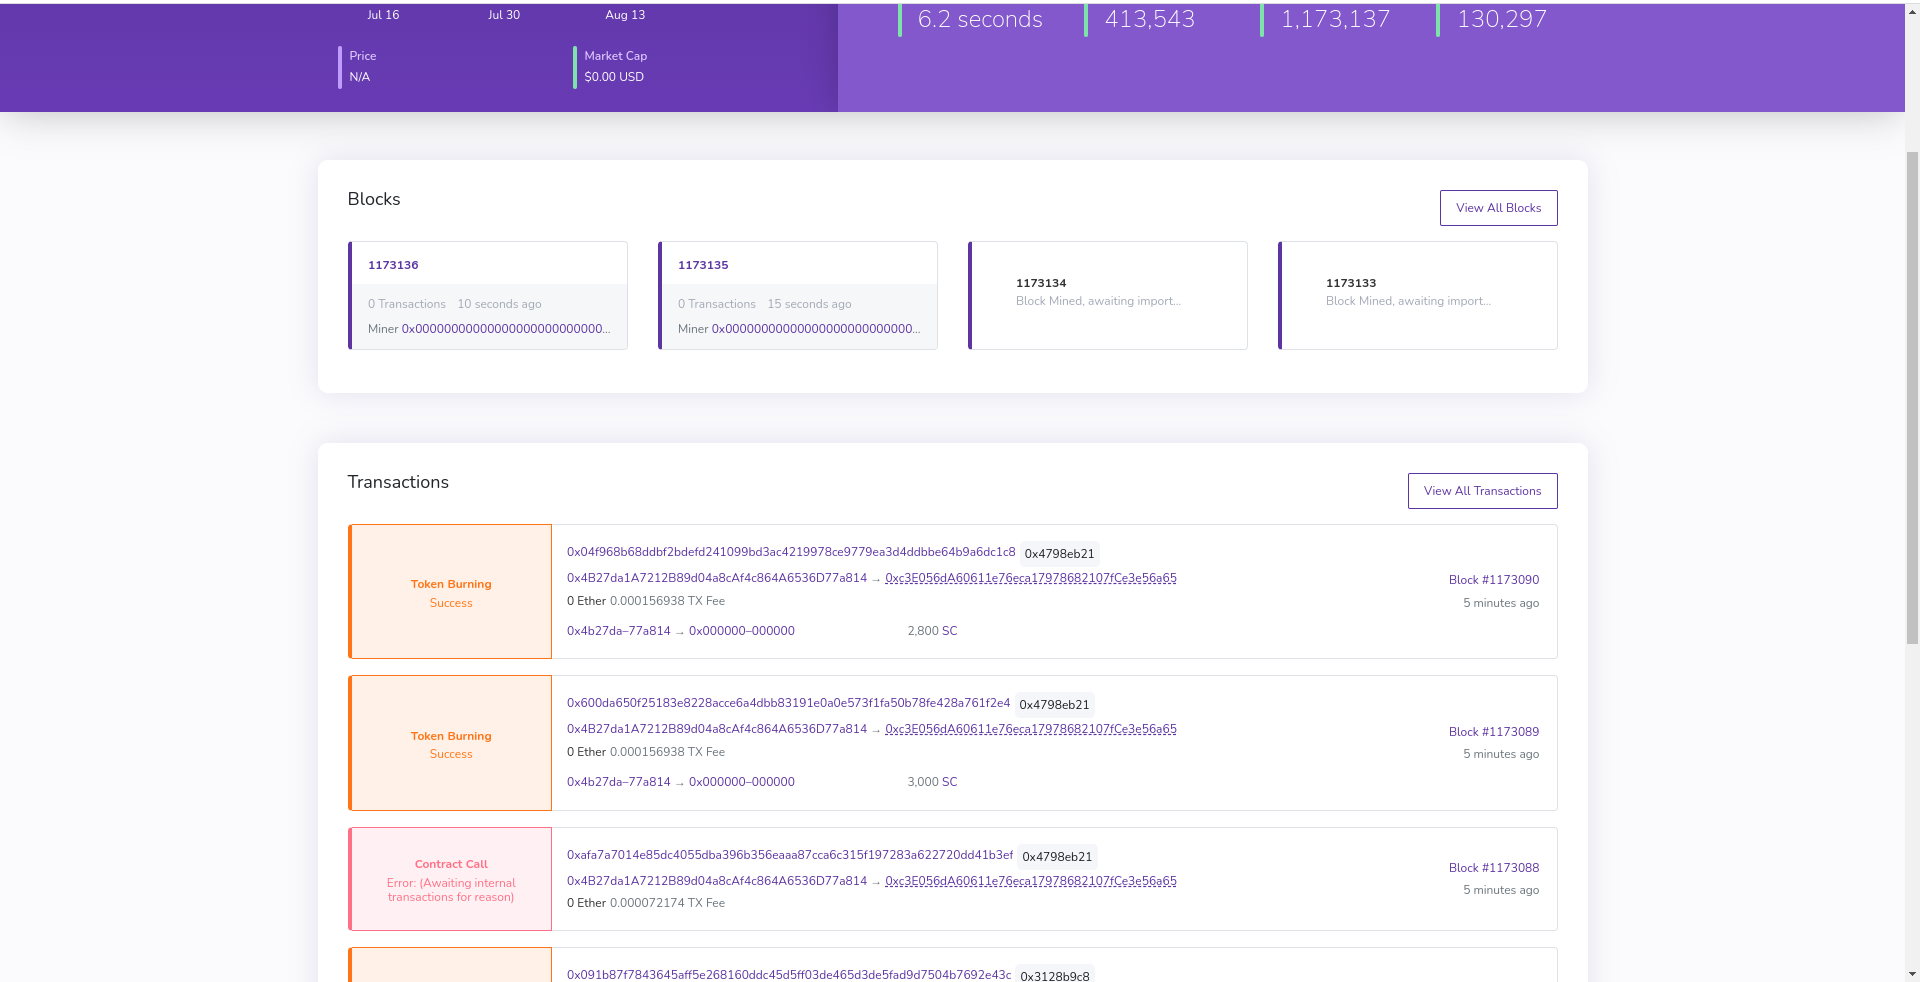 Jul 16 Jul 30 Aug 13
6.2 seconds 413,543 1,173,137 130,297
Price
N/A
Market Cap
$0.00 USD
Blocks
View All Blocks
1173136
0 Transactions 10 seconds ago
Miner 0x00000000000000000000000000...
1173135
0 Transactions 15 seconds ago
Miner 0x00000000000000000000000000...
1173134
Block Mined, awaiting import...
1173133
Block Mined, awaiting import...
Transactions
View All Transactions
Token Burning
Success
0x04f968b68ddbf2bdefd241099bd3ac4219978ce9779ea3d4ddbbe64b9a6dc1c8 0x4798eb21
0x4B27da1A7212B89d04a8cAf4c864A6536D77a814 → 0xc3E056dA60611e76eca17978682107fCe3e56a65
0 Ether 0.000156938 TX Fee
0x4b27da–77a814 → 0x000000–000000 2,800 SC
Block #1173090
5 minutes ago
Token Burning
Success
0x600da650f25183e8228acce6a4dbb83191e0a0e573f1fa50b78fe428a761f2e4 0x4798eb21
0x4B27da1A7212B89d04a8cAf4c864A6536D77a814 → 0xc3E056dA60611e76eca17978682107fCe3e56a65
0 Ether 0.000156938 TX Fee
0x4b27da–77a814 → 0x000000–000000 3,000 SC
Block #1173089
5 minutes ago
Contract Call
Error: (Awaiting internal
transactions for reason)
0xafa7a7014e85dc4055dba396b356eaaa87cca6c315f197283a622720dd41b3ef 0x4798eb21
0x4B27da1A7212B89d04a8cAf4c864A6536D77a814 → 0xc3E056dA60611e76eca17978682107fCe3e56a65
0 Ether 0.000072174 TX Fee
Block #1173088
5 minutes ago
0x091b87f7843645aff5e268160ddc45d5ff03de465d3de5fad9d7504b7692e43c 0x3128b9c8